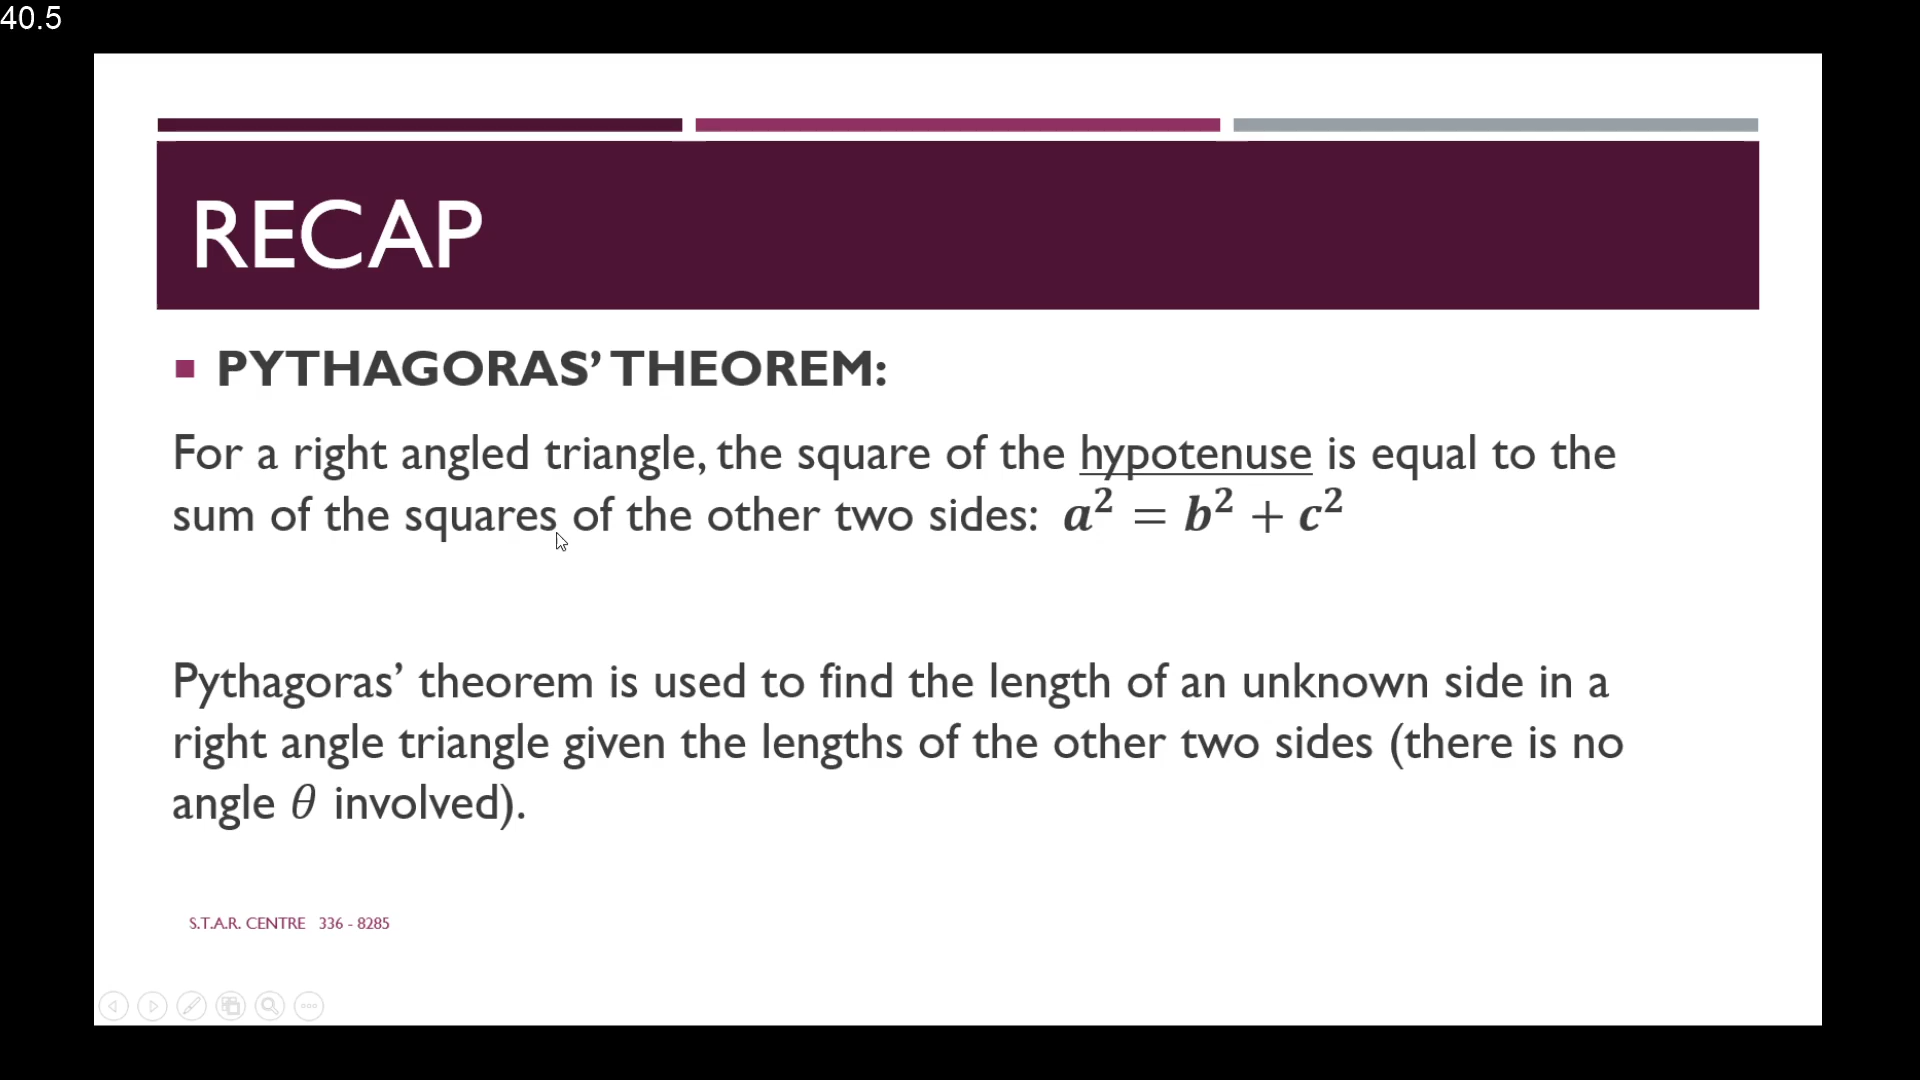 40.5
RECAP
PYTHAGORAS’ THEOREM:
For a right angled triangle, the square of the hypotenuse is equal to the
sum of the squares of the other two sides: a² = b² + c²
Pythagoras’ theorem is used to find the length of an unknown side in a
right angle triangle given the lengths of the other two sides (there is no
angle θ involved).
S.T.A.R. CENTRE 336 - 8285